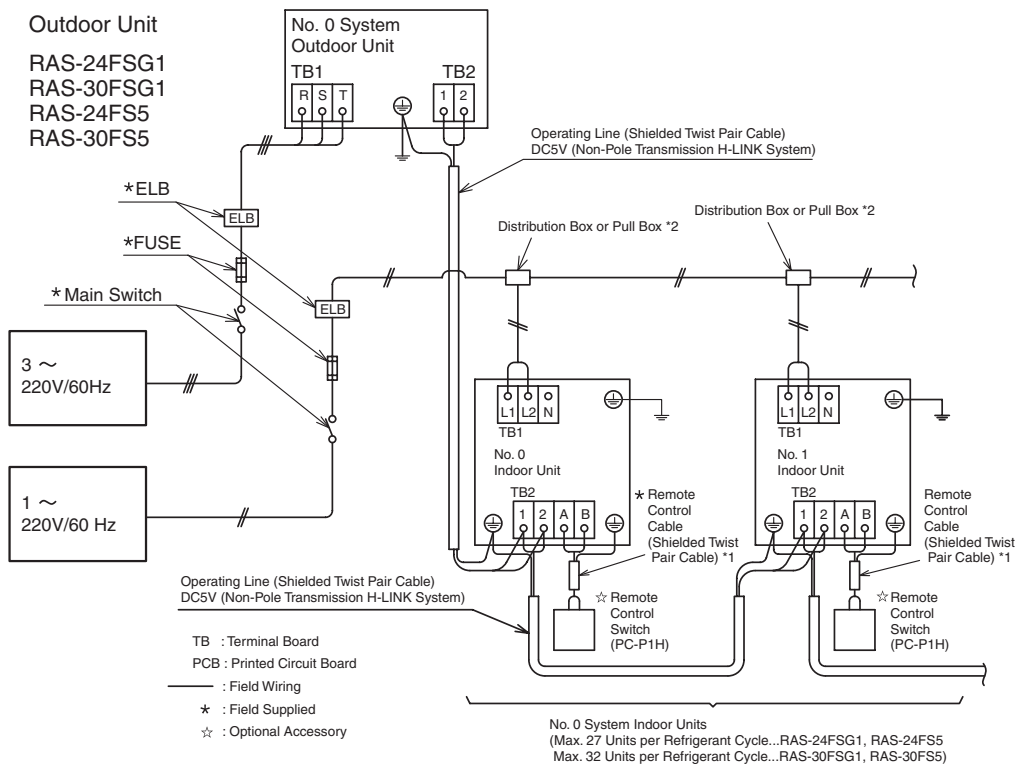 Outdoor Unit
RAS-24FSG1
RAS-30FSG1
RAS-24FS5
RAS-30FS5
No. 0 System
Outdoor Unit
TB1
TB2
R S T
1 2
Operating Line (Shielded Twist Pair Cable)
DC5V (Non-Pole Transmission H-LINK System)
*ELB
ELB
*FUSE
*Main Switch
ELB
Distribution Box or Pull Box *2
Distribution Box or Pull Box *2
3 ~
220V/60Hz
1 ~
220V/60 Hz
L1 L2 N
TB1
No. 0
Indoor Unit
TB2
1 2 A B
* Remote
Control
Cable
(Shielded Twist
Pair Cable) *1
☆ Remote
Control
Switch
(PC-P1H)
L1 L2 N
TB1
No. 1
Indoor Unit
TB2
1 2 A B
Remote
Control
Cable
(Shielded Twist
Pair Cable) *1
☆ Remote
Control
Switch
(PC-P1H)
Operating Line (Shielded Twist Pair Cable)
DC5V (Non-Pole Transmission H-LINK System)
TB : Terminal Board
PCB : Printed Circuit Board
: Field Wiring
* : Field Supplied
☆ : Optional Accessory
No. 0 System Indoor Units
(Max. 27 Units per Refrigerant Cycle...RAS-24FSG1, RAS-24FS5
Max. 32 Units per Refrigerant Cycle...RAS-30FSG1, RAS-30FS5)